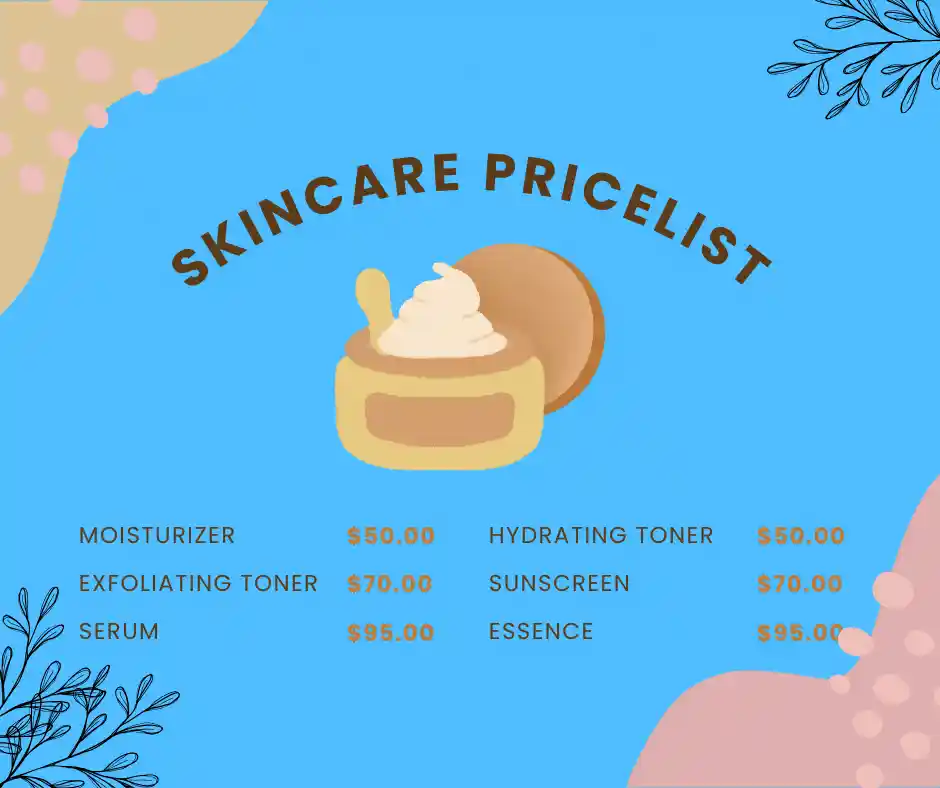 SKINCARE PRICELIST
MOISTURIZER $50.00
EXFOLIATING TONER $70.00
SERUM $95.00
HYDRATING TONER $50.00
SUNSCREEN $70.00
ESSENCE $95.00